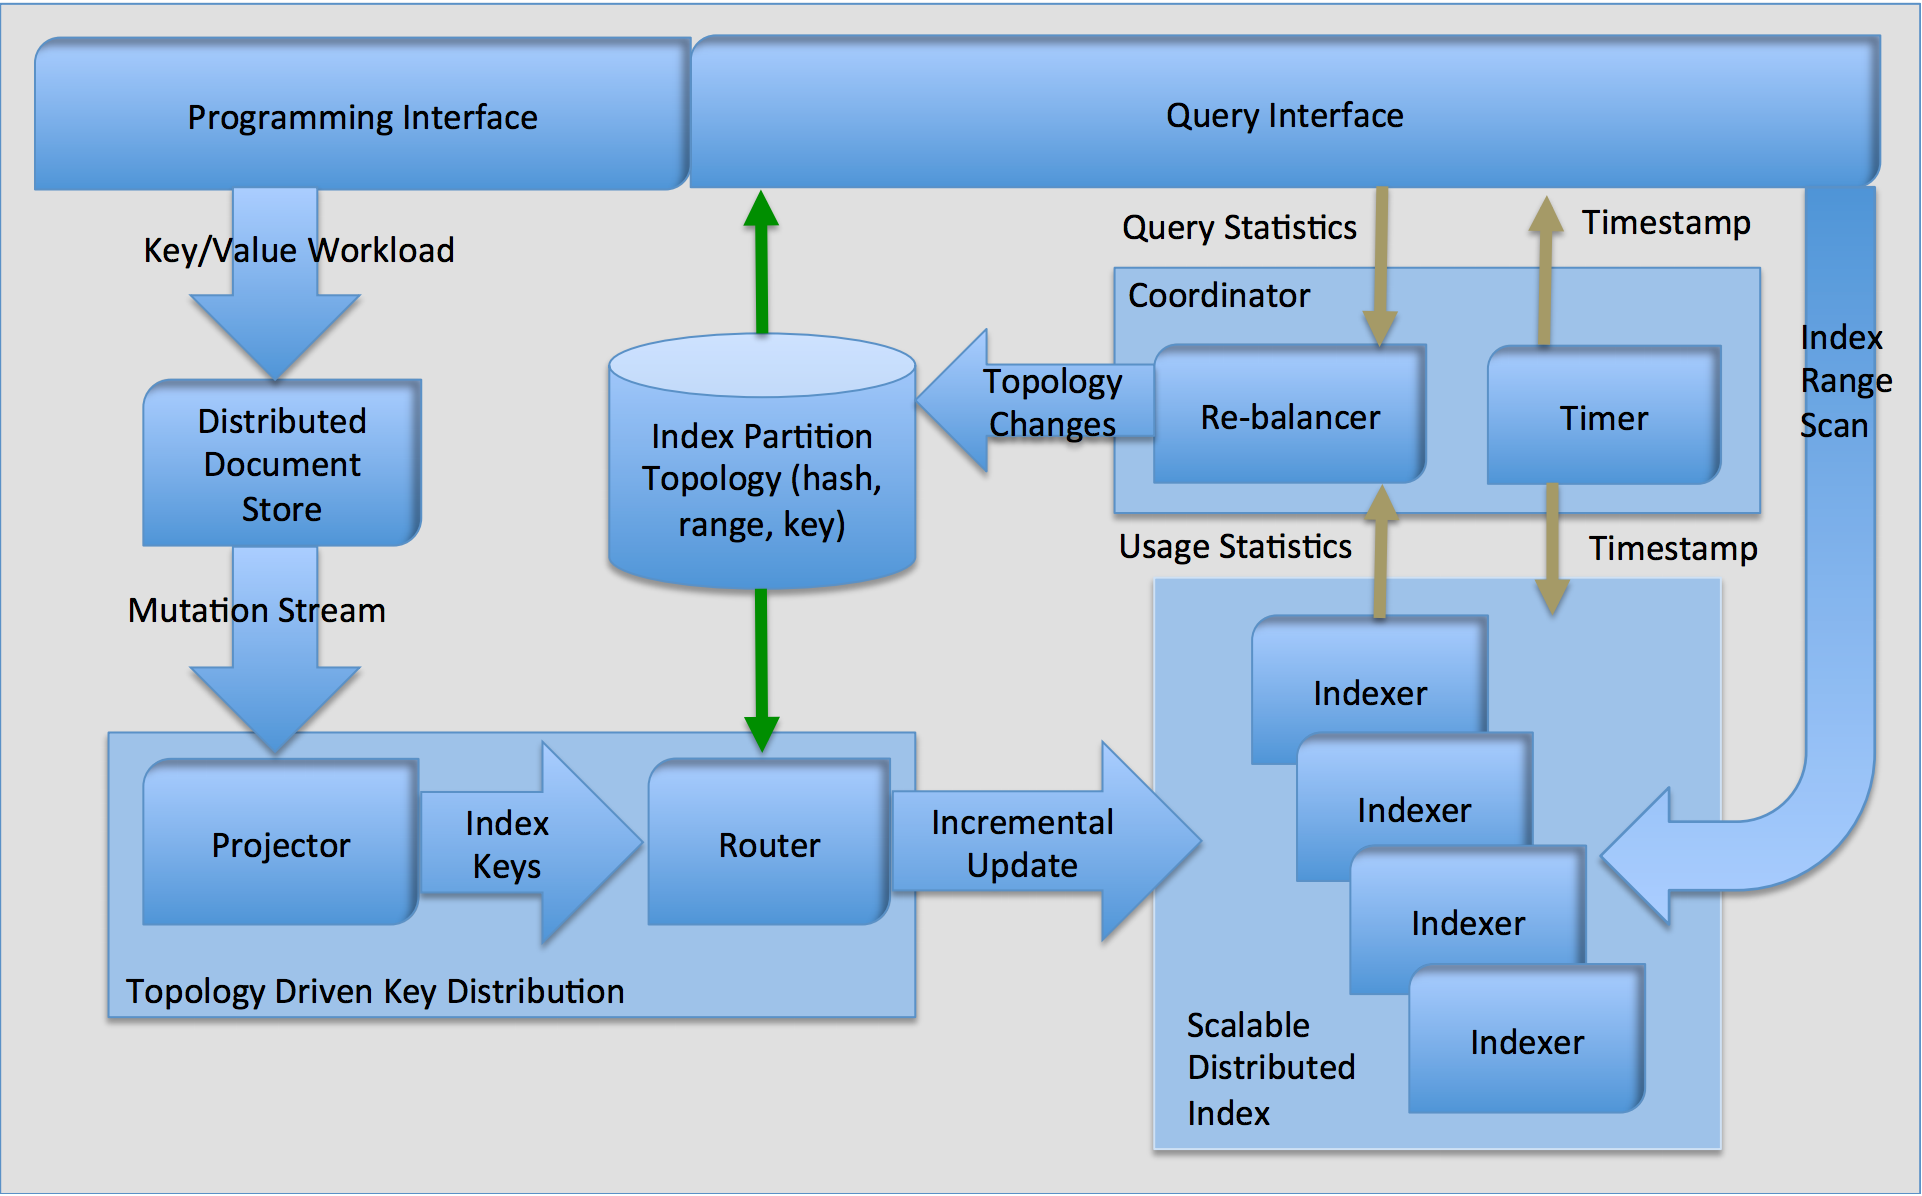 Programming Interface
Query Interface
Key/Value Workload
Query Statistics
Timestamp
Coordinator
Index
Range
Scan
Topology
Changes
Re-balancer
Timer
Distributed
Document
Store
Index Partition
Topology (hash,
range, key)
Usage Statistics
Timestamp
Mutation Stream
Indexer
Indexer
Indexer
Indexer
Projector
Index
Keys
Router
Incremental
Update
Topology Driven Key Distribution
Scalable
Distributed
Index